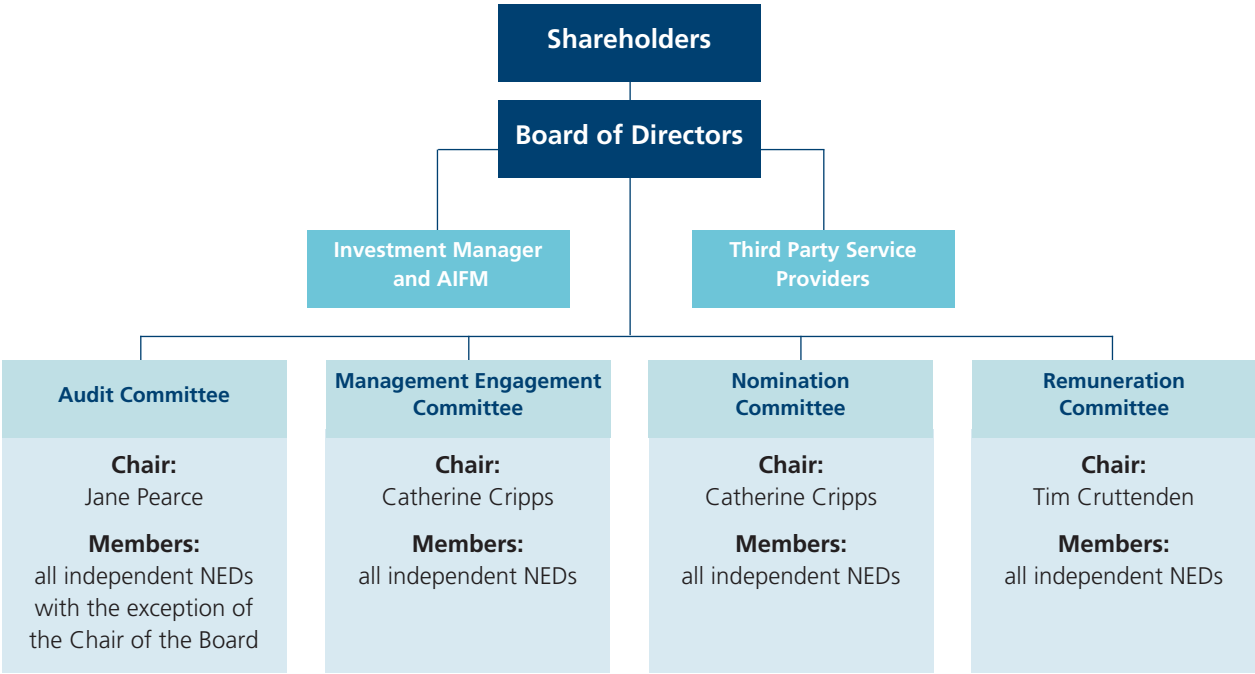 Shareholders
Board of Directors
Investment Manager
and AIFM
Third Party Service
Providers
Audit Committee
Chair:
Jane Pearce
Members:
all independent NEDs
with the exception of
the Chair of the Board
Management Engagement
Committee
Chair:
Catherine Cripps
Members:
all independent NEDs
Nomination
Committee
Chair:
Catherine Cripps
Members:
all independent NEDs
Remuneration
Committee
Chair:
Tim Cruttenden
Members:
all independent NEDs